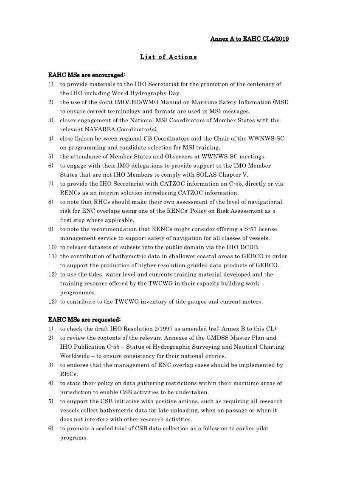 Annex A to EAHC CL4/2019
List of Actions
EAHC MSs are encouraged:
1) to provide materials to the IHO Secretariat for the promotion of the centenary of
the IHO including World Hydrography Day.
2) the use of the Joint IMO/IHO/WMO Manual on Maritime Safety Information (MSI)
to ensure correct terminology and formats are used in MSI messages.
3) closer engagement of the National MSI Coordinators of Member States with the
relevant NAVAREA Coordinator(s).
4) close liaison between regional CB Coordinators and the Chair of the WWNWS-SC
on programming and candidate selection for MSI training.
5) the attendance of Member States and Observers at WWNWS-SC meetings.
6) to engage with their IMO delegations to provide support to the IMO Member
States that are not IHO Members to comply with SOLAS Chapter V.
7) to provide the IHO Secretariat with CATZOC information on C-55, directly or via
RENCs as an interim solution introducing CATZOC information.
8) to note that RHCs should make their own assessment of the level of navigational
risk for ENC overlaps using one of the RENCs' Policy on Risk Assessment as a
first step where applicable.
9) to note the recommendation that RENCs might consider offering a S-57 license
management service to support safety of navigation for all classes of vessels.
10) to release datasets or subsets into the public domain via the IHO DCDB.
11) the contribution of bathymetric data in shallower coastal areas to GEBCO in order
to support the production of higher resolution gridded data products of GEBCO.
12) to use the tides, water level and currents training material developed and the
training resource offered by the TWCWG in their capacity building work
programmes.
13) to contribute to the TWCWG inventory of tide gauges and current meters.
EAHC MSs are requested:
1) to check the draft IHO Resolution 2/1997 as amended (ref: Annex B to this CL)
2) to review the contents of the relevant Annexes of the GMDSS Master Plan and
IHO Publication C-55 – Status of Hydrographic Surveying and Nautical Charting
Worldwide – to ensure consistency for their national entries.
3) to endorse that the management of ENC overlap cases should be implemented by
RHCs.
4) to state their policy on data gathering restrictions within their maritime areas of
jurisdiction to enable CSB activities to be undertaken.
5) to support the CSB initiative with positive actions, such as requiring all research
vessels collect bathymetric data for late uploading, when on passage or when it
does not interfere with other research activities.
6) to promote a scaled trial of CSB data collection as a follow on to earlier pilot
programs.